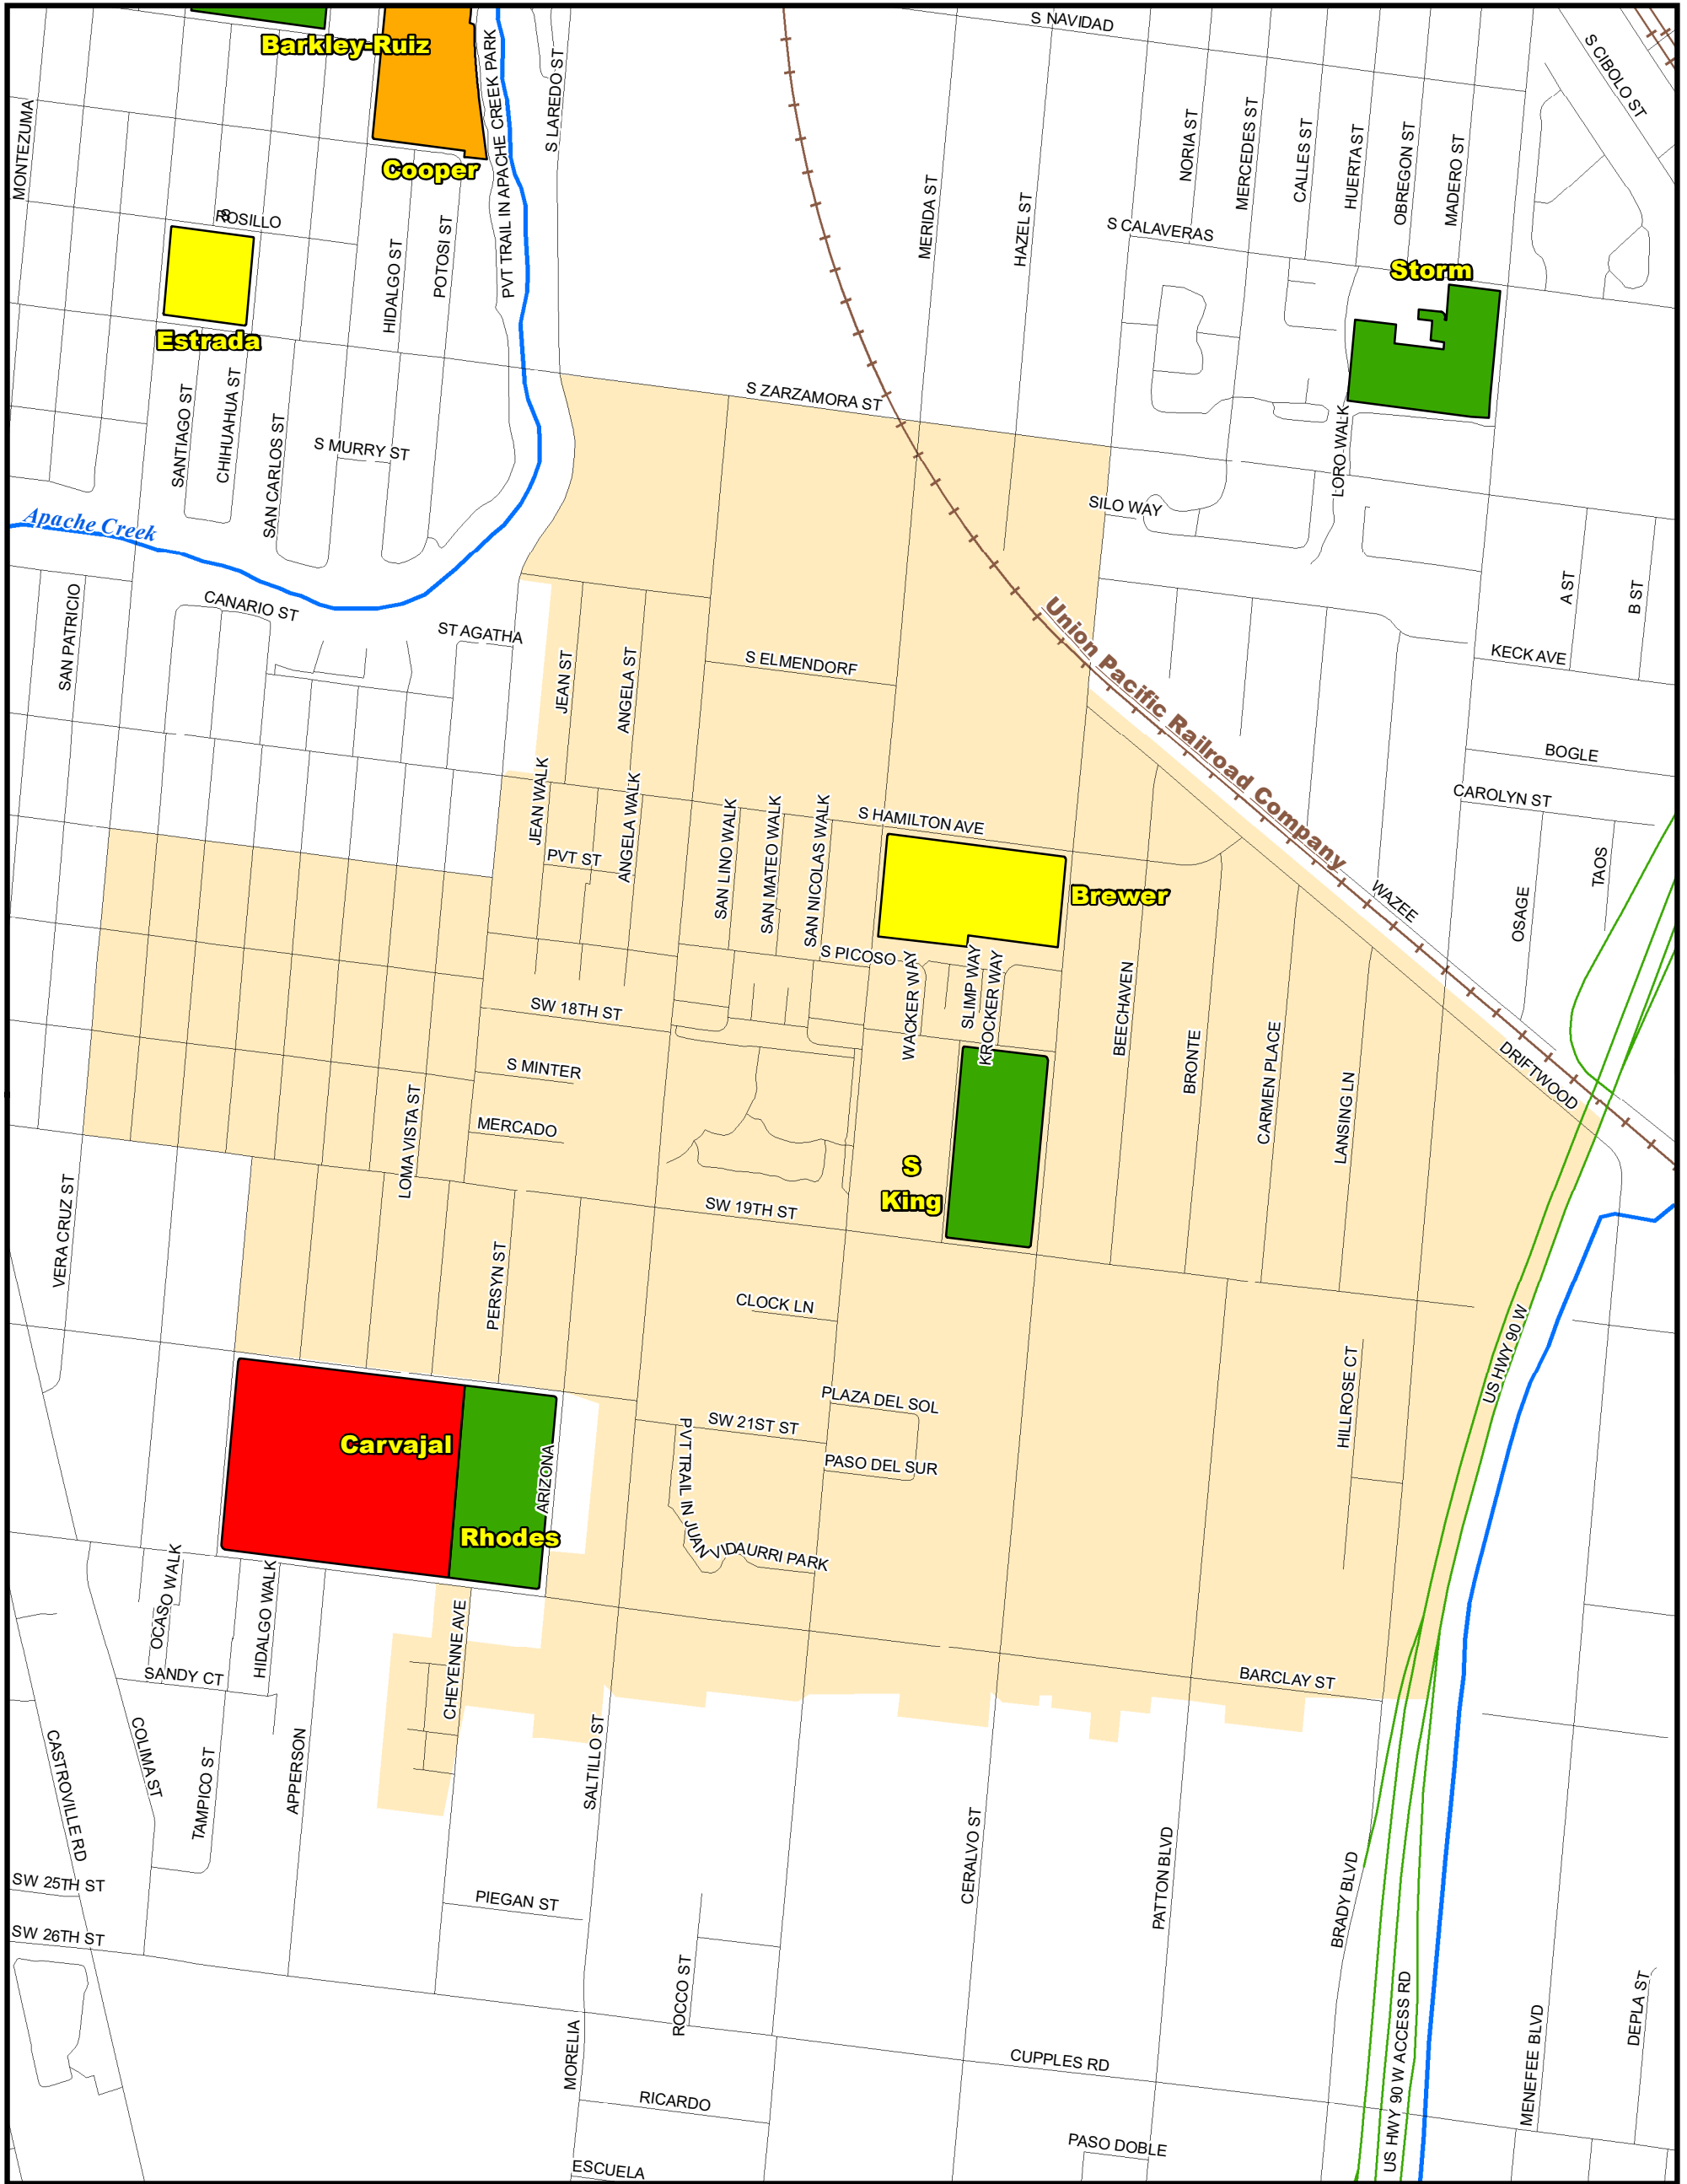 S NAVIDAD
Barkley-Ruiz
S CIBOLO ST
PVT TRAIL IN APACHE CREEK PARK
S LAREDO ST
MONTEZUMA
NORIA ST
MERCEDES ST
CALLES ST
HUERTA ST
OBREGON ST
MADERO ST
Cooper
MERIDA ST
HAZEL ST
S
ROSILLO
HIDALGO ST
POTOSI ST
S CALAVERAS
Storm
Estrada
SANTIAGO ST
CHIHUAHUA ST
SAN CARLOS ST
S MURRY ST
S ZARZAMORA ST
LORO WALK
SILO WAY
Apache Creek
SAN PATRICIO
CANARIO ST
ST AGATHA
A ST
B ST
Union Pacific Railroad Company
JEAN ST
ANGELA ST
S ELMENDORF
KECK AVE
BOGLE
CAROLYN ST
JEAN WALK
ANGELA WALK
PVT ST
SAN LINO WALK
SAN MATEO WALK
SAN NICOLAS WALK
S HAMILTON AVE
Brewer
WAZEE
OSAGE
TAOS
S PICOSO
WACKER WAY
SLIMP WAY
KROCKER WAY
BEECHAVEN
BRONTE
CARMEN PLACE
LANSING LN
DRIFTWOOD
SW 18TH ST
S MINTER
MERCADO
LOMA VISTA ST
S
King
VERA CRUZ ST
SW 19TH ST
PERSYN ST
CLOCK LN
HILLROSE CT
US HWY 90 W
PLAZA DEL SOL
SW 21ST ST
PASO DEL SUR
Carvajal
ARIZONA
Rhodes
PVT TRAIL IN JUAN VIDAURRI PARK
OCASO WALK
HIDALGO WALK
CHEYENNE AVE
SANDY CT
BARCLAY ST
CASTROVILLE RD
COLIMA ST
TAMPICO ST
APPERSON
SALTILLO ST
CERALVO ST
PATTON BLVD
BRADY BLVD
SW 25TH ST
PIEGAN ST
SW 26TH ST
ROCCO ST
MORELIA
CUPPLES RD
US HWY 90 W ACCESS RD
MENEFEE BLVD
DEPLA ST
RICARDO
PASO DOBLE
ESCUELA